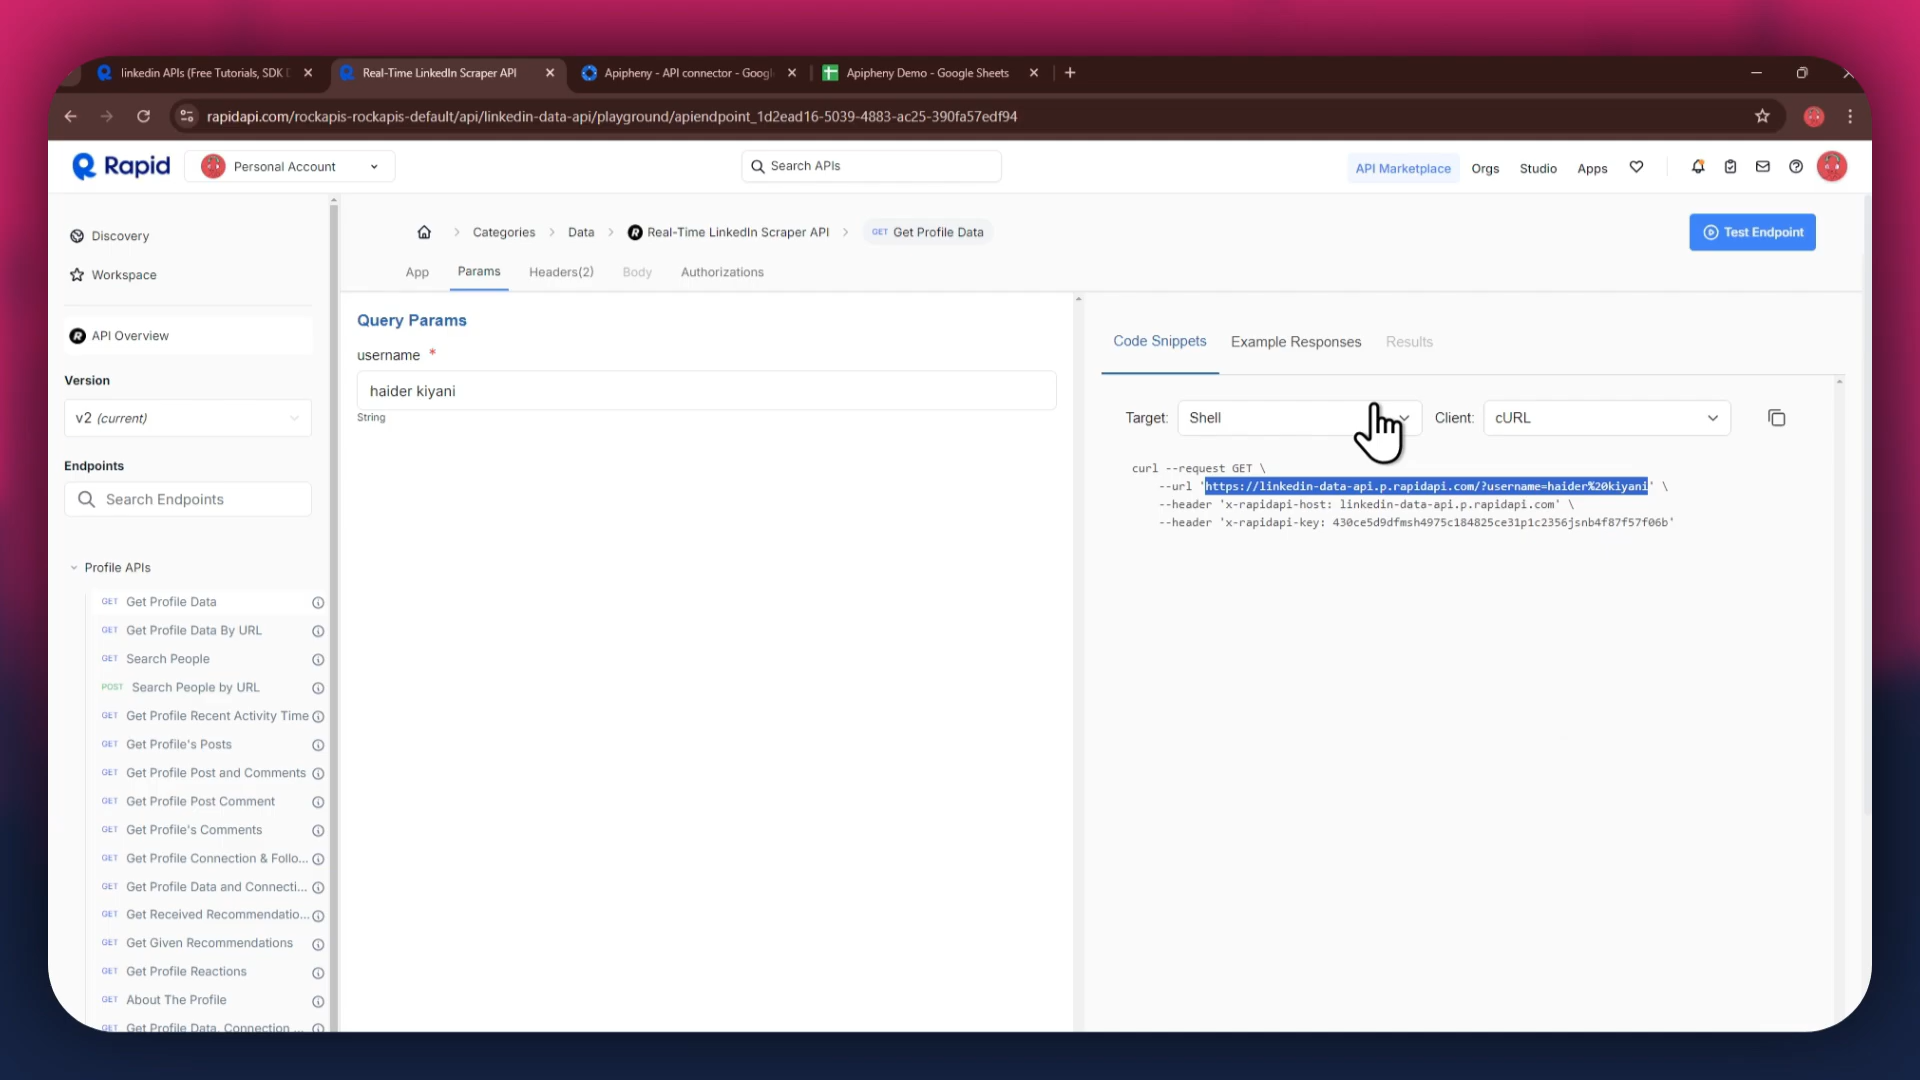 linkedin APIs (Free Tutorials, SDK D
Real-Time LinkedIn Scraper API
Apipheny - API connector - Googl
Apipheny Demo - Google Sheets
rapidapi.com/rockapis-rockapis-default/api/linkedin-data-api/playground/apiendpoint_1d2ead16-5039-4883-ac25-390fa57edf94
Rapid
Personal Account
Search APIs
API Marketplace
Orgs
Studio
Apps
Discovery
Workspace
API Overview
Version
v2 (current)
Endpoints
Search Endpoints
Profile APIs
GET Get Profile Data
GET Get Profile Data By URL
GET Search People
POST Search People by URL
GET Get Profile Recent Activity Time
GET Get Profile's Posts
GET Get Profile Post and Comments
GET Get Profile Post Comment
GET Get Profile's Comments
GET Get Profile Connection & Follo...
GET Get Profile Data and Connecti...
GET Get Received Recommendatio...
GET Get Given Recommendations
GET Get Profile Reactions
GET About The Profile
GET Get Profile Data, Connection ...
Categories > Data > Real-Time LinkedIn Scraper API > GET Get Profile Data
Test Endpoint
App
Params
Headers(2)
Body
Authorizations
Query Params
username *
haider kiyani
String
Code Snippets
Example Responses
Results
Target: Shell
Client: cURL
curl --request GET \
--url 'https://linkedin-data-api.p.rapidapi.com/?username=haider%20kiyani' \
--header 'x-rapidapi-host: linkedin-data-api.p.rapidapi.com' \
--header 'x-rapidapi-key: 430ce5d9dfmsh4975c184825ce31p1c2356jsnb4f87f57f06b'